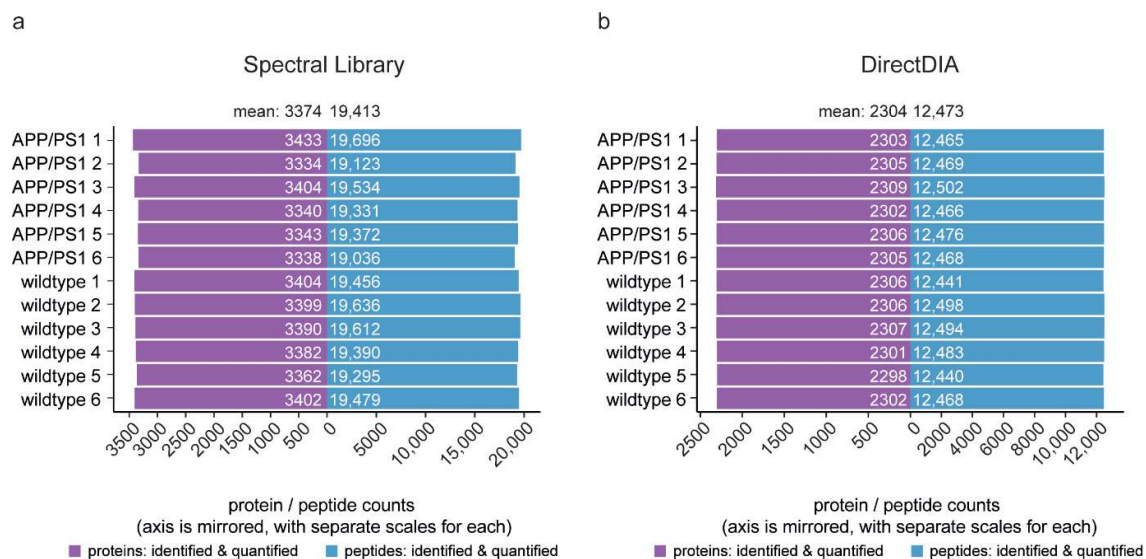 a
Spectral Library
mean: 3374 19,413
APP/PS1 1 3433 19,696
APP/PS1 2 3334 19,123
APP/PS1 3 3404 19,534
APP/PS1 4 3340 19,331
APP/PS1 5 3343 19,372
APP/PS1 6 3338 19,036
wildtype 1 3404 19,456
wildtype 2 3399 19,636
wildtype 3 3390 19,612
wildtype 4 3382 19,390
wildtype 5 3362 19,295
wildtype 6 3402 19,479
3500 3000 2500 2000 1500 1000 500 0 5000 10,000 15,000 20,000
protein / peptide counts
(axis is mirrored, with separate scales for each)
proteins: identified & quantified peptides: identified & quantified
b
DirectDIA
mean: 2304 12,473
APP/PS1 1 2303 12,465
APP/PS1 2 2305 12,469
APP/PS1 3 2309 12,502
APP/PS1 4 2302 12,466
APP/PS1 5 2306 12,476
APP/PS1 6 2305 12,468
wildtype 1 2306 12,441
wildtype 2 2306 12,498
wildtype 3 2307 12,494
wildtype 4 2301 12,483
wildtype 5 2298 12,440
wildtype 6 2302 12,468
2500 2000 1500 1000 500 0 2000 4000 6000 8000 10,000 12,000
protein / peptide counts
(axis is mirrored, with separate scales for each)
proteins: identified & quantified peptides: identified & quantified